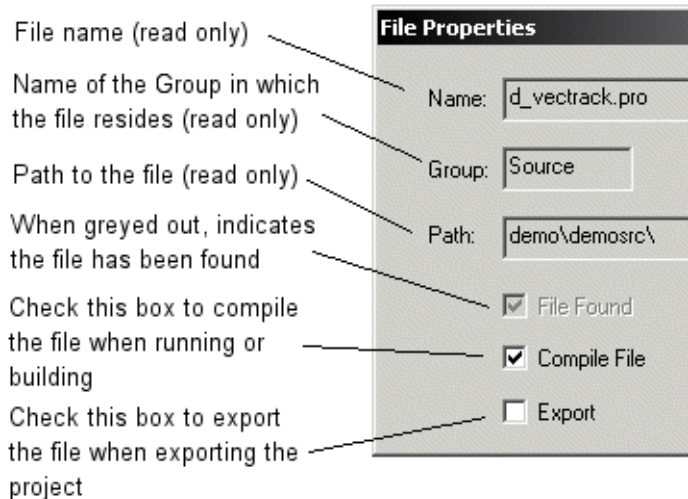 File name (read only)
Name of the Group in which
the file resides (read only)
Path to the file (read only)
When greyed out, indicates
the file has been found
Check this box to compile
the file when running or
building
Check this box to export
the file when exporting the
project
File Properties
Name: d_vectrack.pro
Group: Source
Path: demo\demosrc\
File Found
Compile File
Export